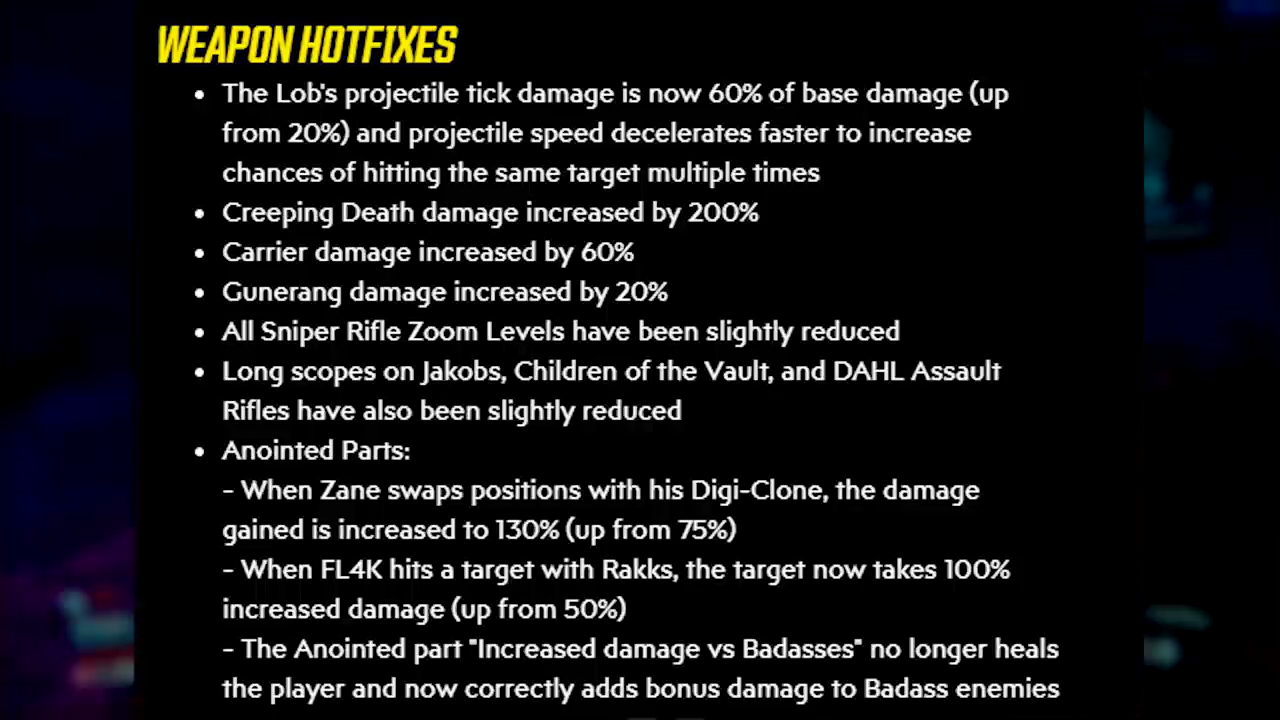 WEAPON HOTFIXES
• The Lob's projectile tick damage is now 60% of base damage (up
from 20%) and projectile speed decelerates faster to increase
chances of hitting the same target multiple times
• Creeping Death damage increased by 200%
• Carrier damage increased by 60%
• Gunerang damage increased by 20%
• All Sniper Rifle Zoom Levels have been slightly reduced
• Long scopes on Jakobs, Children of the Vault, and DAHL Assault
Rifles have also been slightly reduced
• Anointed Parts:
- When Zane swaps positions with his Digi-Clone, the damage
gained is increased to 130% (up from 75%)
- When FL4K hits a target with Rakks, the target now takes 100%
increased damage (up from 50%)
- The Anointed part "Increased damage vs Badasses" no longer heals
the player and now correctly adds bonus damage to Badass enemies